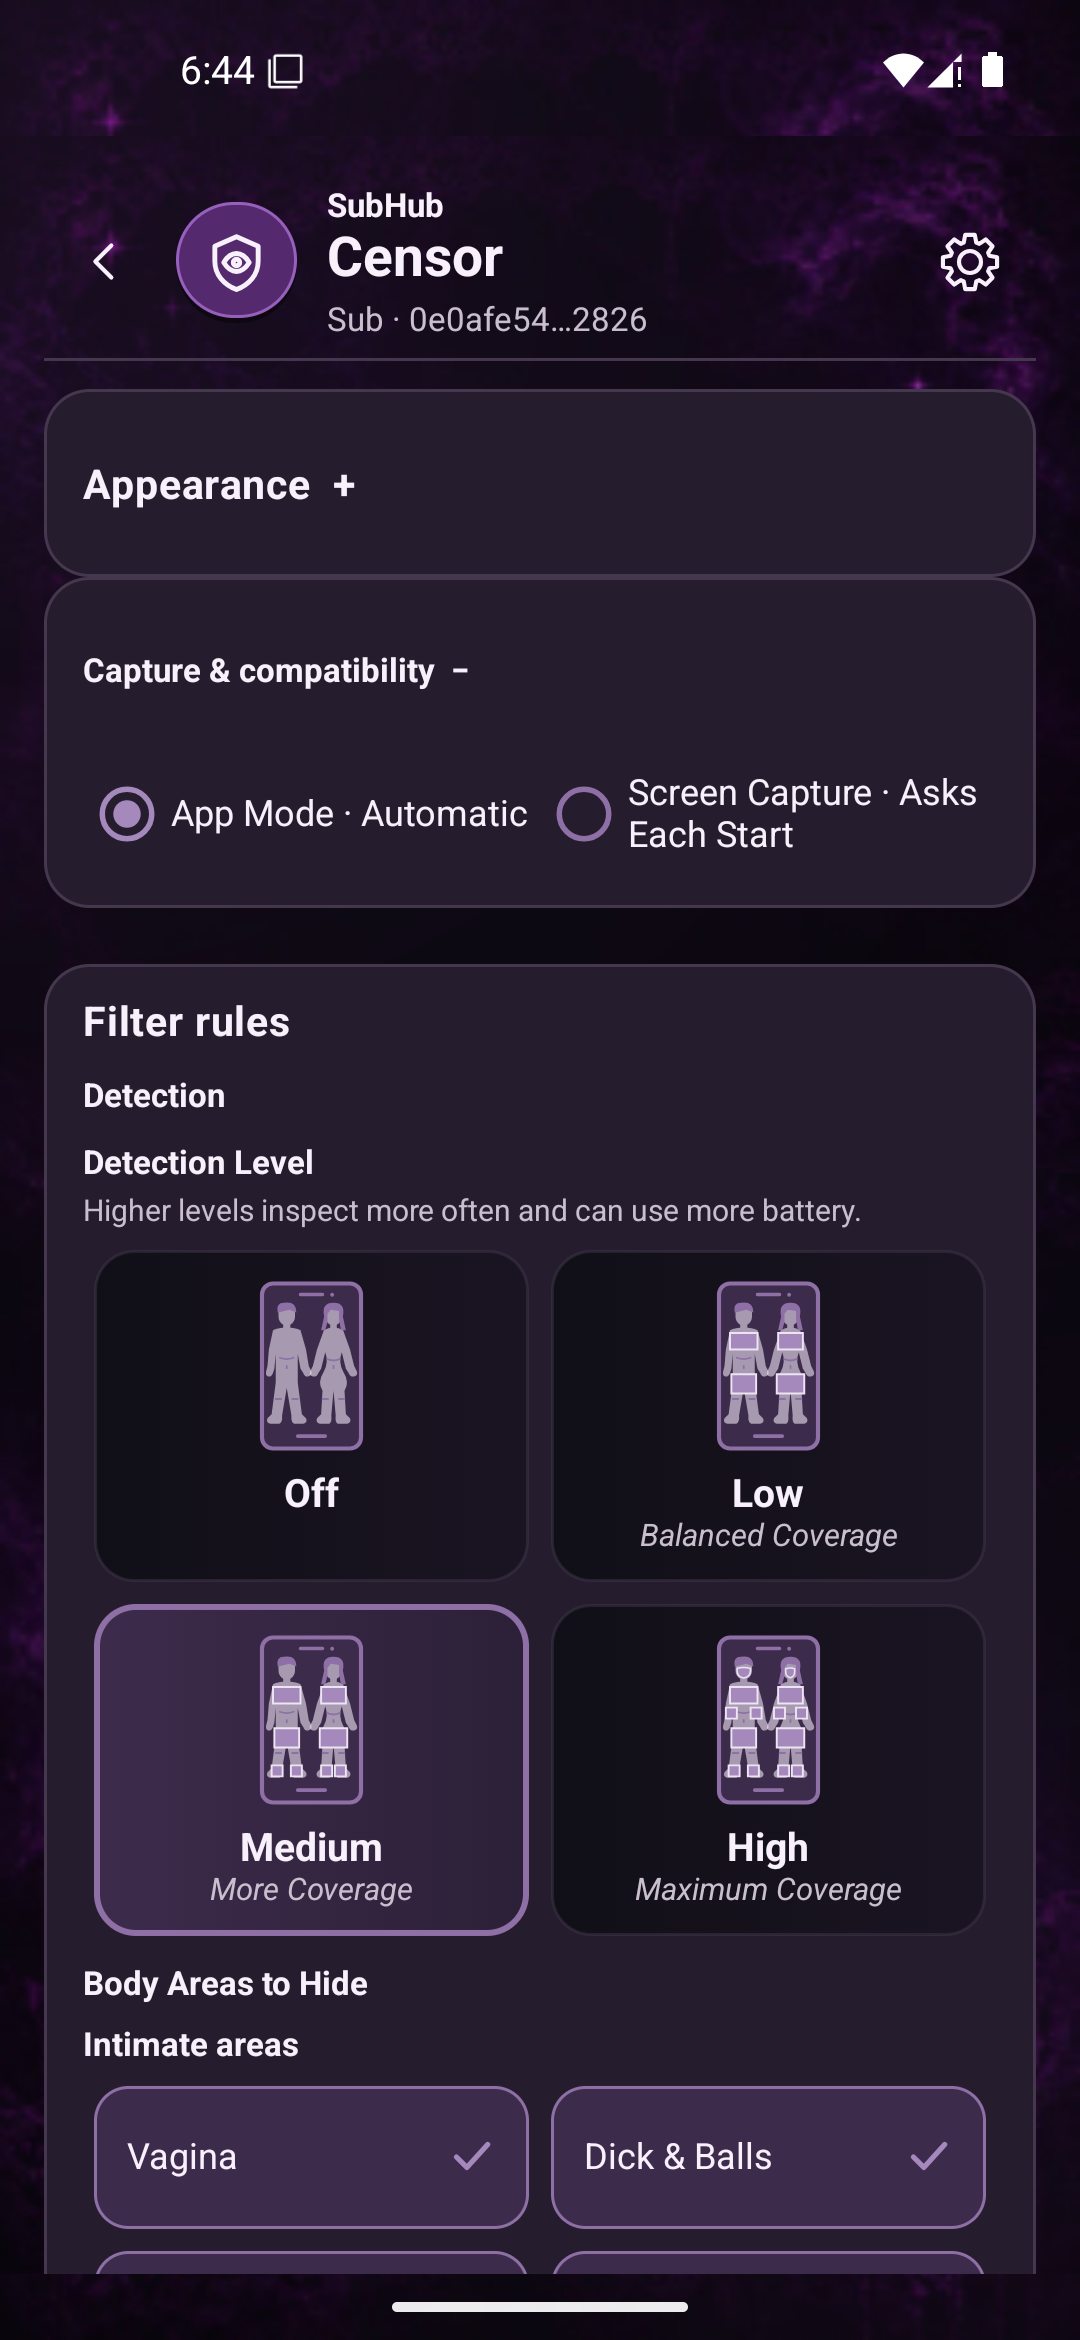 6:44
SubHub
Censor
Sub · 0e0afe54…2826
Appearance +
Capture & compatibility −
App Mode · Automatic
Screen Capture · Asks
Each Start
Filter rules
Detection
Detection Level
Higher levels inspect more often and can use more battery.
Off
Low
Balanced Coverage
Medium
More Coverage
High
Maximum Coverage
Body Areas to Hide
Intimate areas
Vagina
Dick & Balls